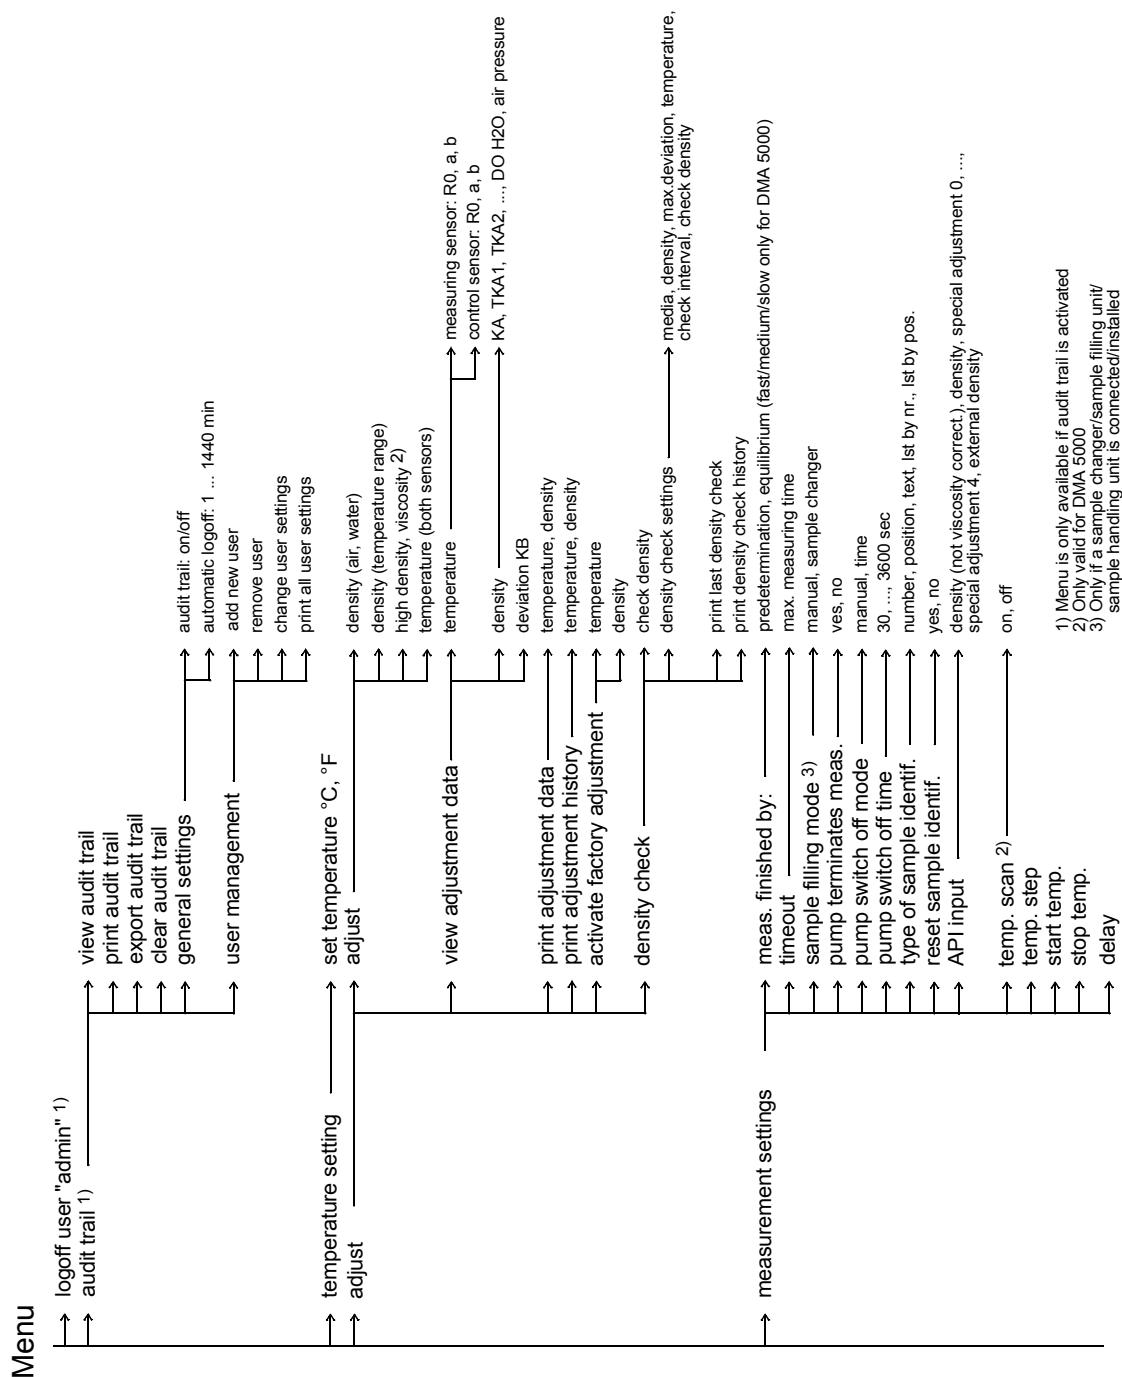 Menu
logoff user "admin" 1)
audit trail 1)
view audit trail
print audit trail
export audit trail
clear audit trail
general settings
audit trail: on/off
automatic logoff: 1 ... 1440 min
user management
add new user
remove user
change user settings
print all user settings
temperature setting
set temperature °C, °F
adjust
adjust
density (air, water)
density (temperature range)
high density, viscosity 2)
temperature (both sensors)
view adjustment data
temperature
measuring sensor: R0, a, b
control sensor: R0, a, b
density
KA, TKA1, TKA2, ..., DO H2O, air pressure
deviation KB
print adjustment data
temperature, density
print adjustment history
temperature, density
activate factory adjustment
temperature
density
density check
check density
density check settings
media, density, max.deviation, temperature,
check interval, check density
print last density check
print density check history
measurement settings
meas. finished by:
predetermination, equilibrium (fast/medium/slow only for DMA 5000)
timeout
max. measuring time
sample filling mode 3)
manual, sample changer
pump terminates meas.
yes, no
pump switch off mode
manual, time
pump switch off time
30, ..., 3600 sec
type of sample identif.
number, position, text, lst by nr., lst by pos.
reset sample identif.
yes, no
API input
density (not viscosity correct.), density, special adjustment 0, ...,
special adjustment 4, external density
temp. scan 2)
on, off
temp. step
start temp.
stop temp.
delay
1) Menu is only available if audit trail is activated
2) Only valid for DMA 5000
3) Only if a sample changer/sample filling unit/
sample handling unit is connected/installed